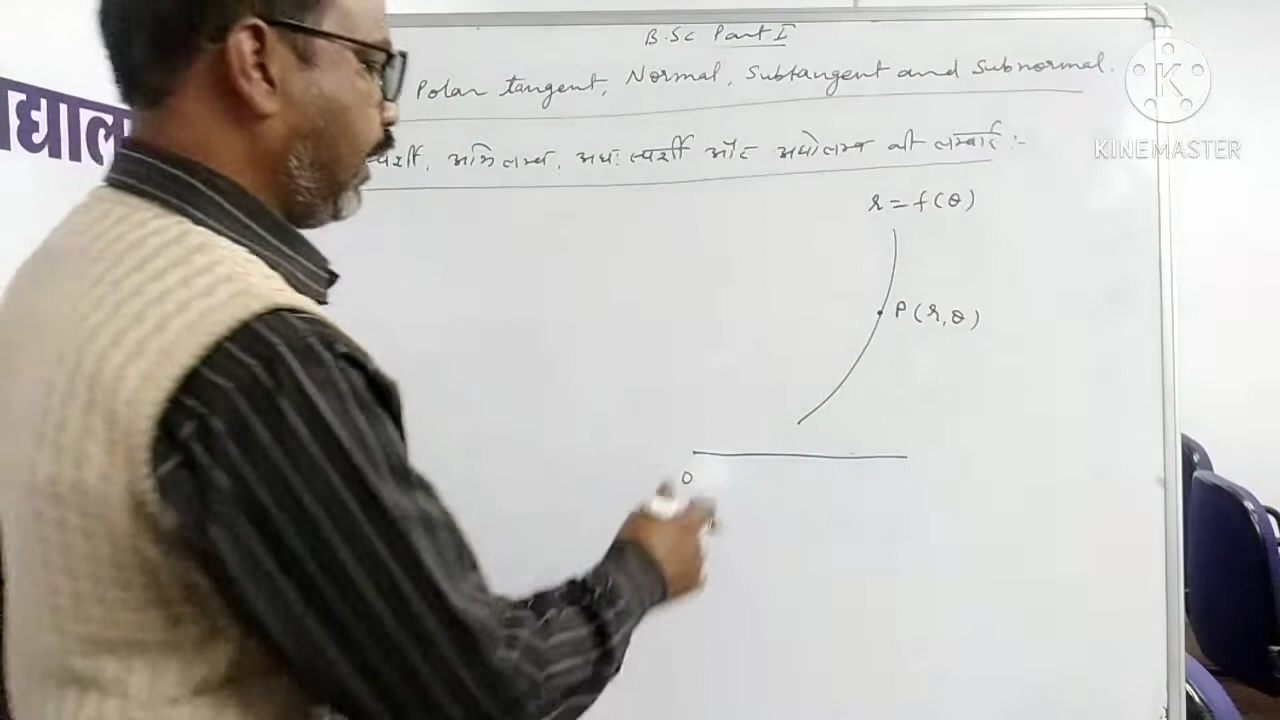 B.Sc Part I
Polar tangent, Normal, Subtangent and Subnormal.
स्पर्शी, अभिलम्ब, अधः स्पर्शी और अधोलम्ब की लम्बाई :-
r = f(θ)
P(r, θ)
O
द्याल
K
KINEMASTER